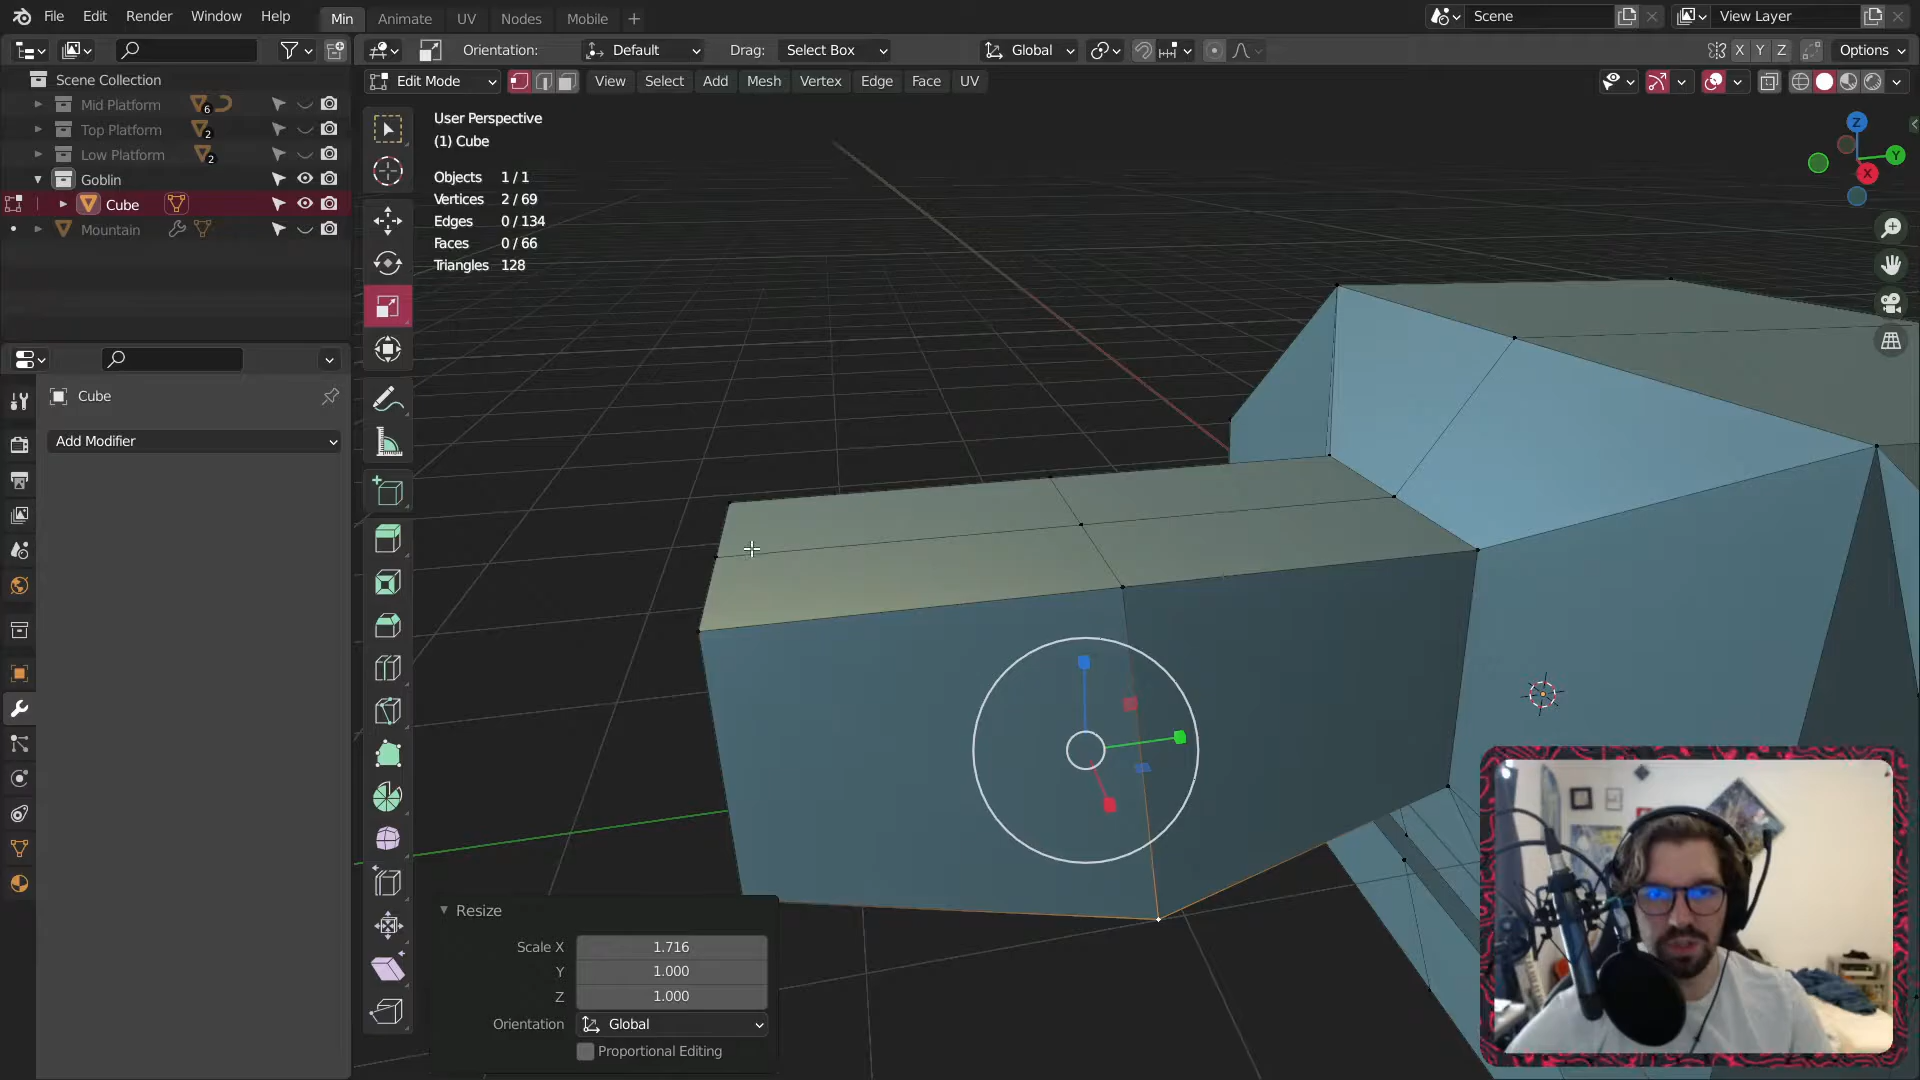 File Edit Render Window Help Min Animate UV Nodes Mobile Scene View Layer
Orientation: Default Drag: Select Box Global X Y Z Options
Edit Mode View Select Add Mesh Vertex Edge Face UV
Scene Collection
Mid Platform 6
Top Platform 2
Low Platform 2
Goblin
Cube
Mountain
User Perspective
(1) Cube
Objects 1 / 1
Vertices 2 / 69
Edges 0 / 134
Faces 0 / 66
Triangles 128
Z
Y
X
Cube
Add Modifier
Resize
Scale X 1.716
Y 1.000
Z 1.000
Orientation Global
Proportional Editing